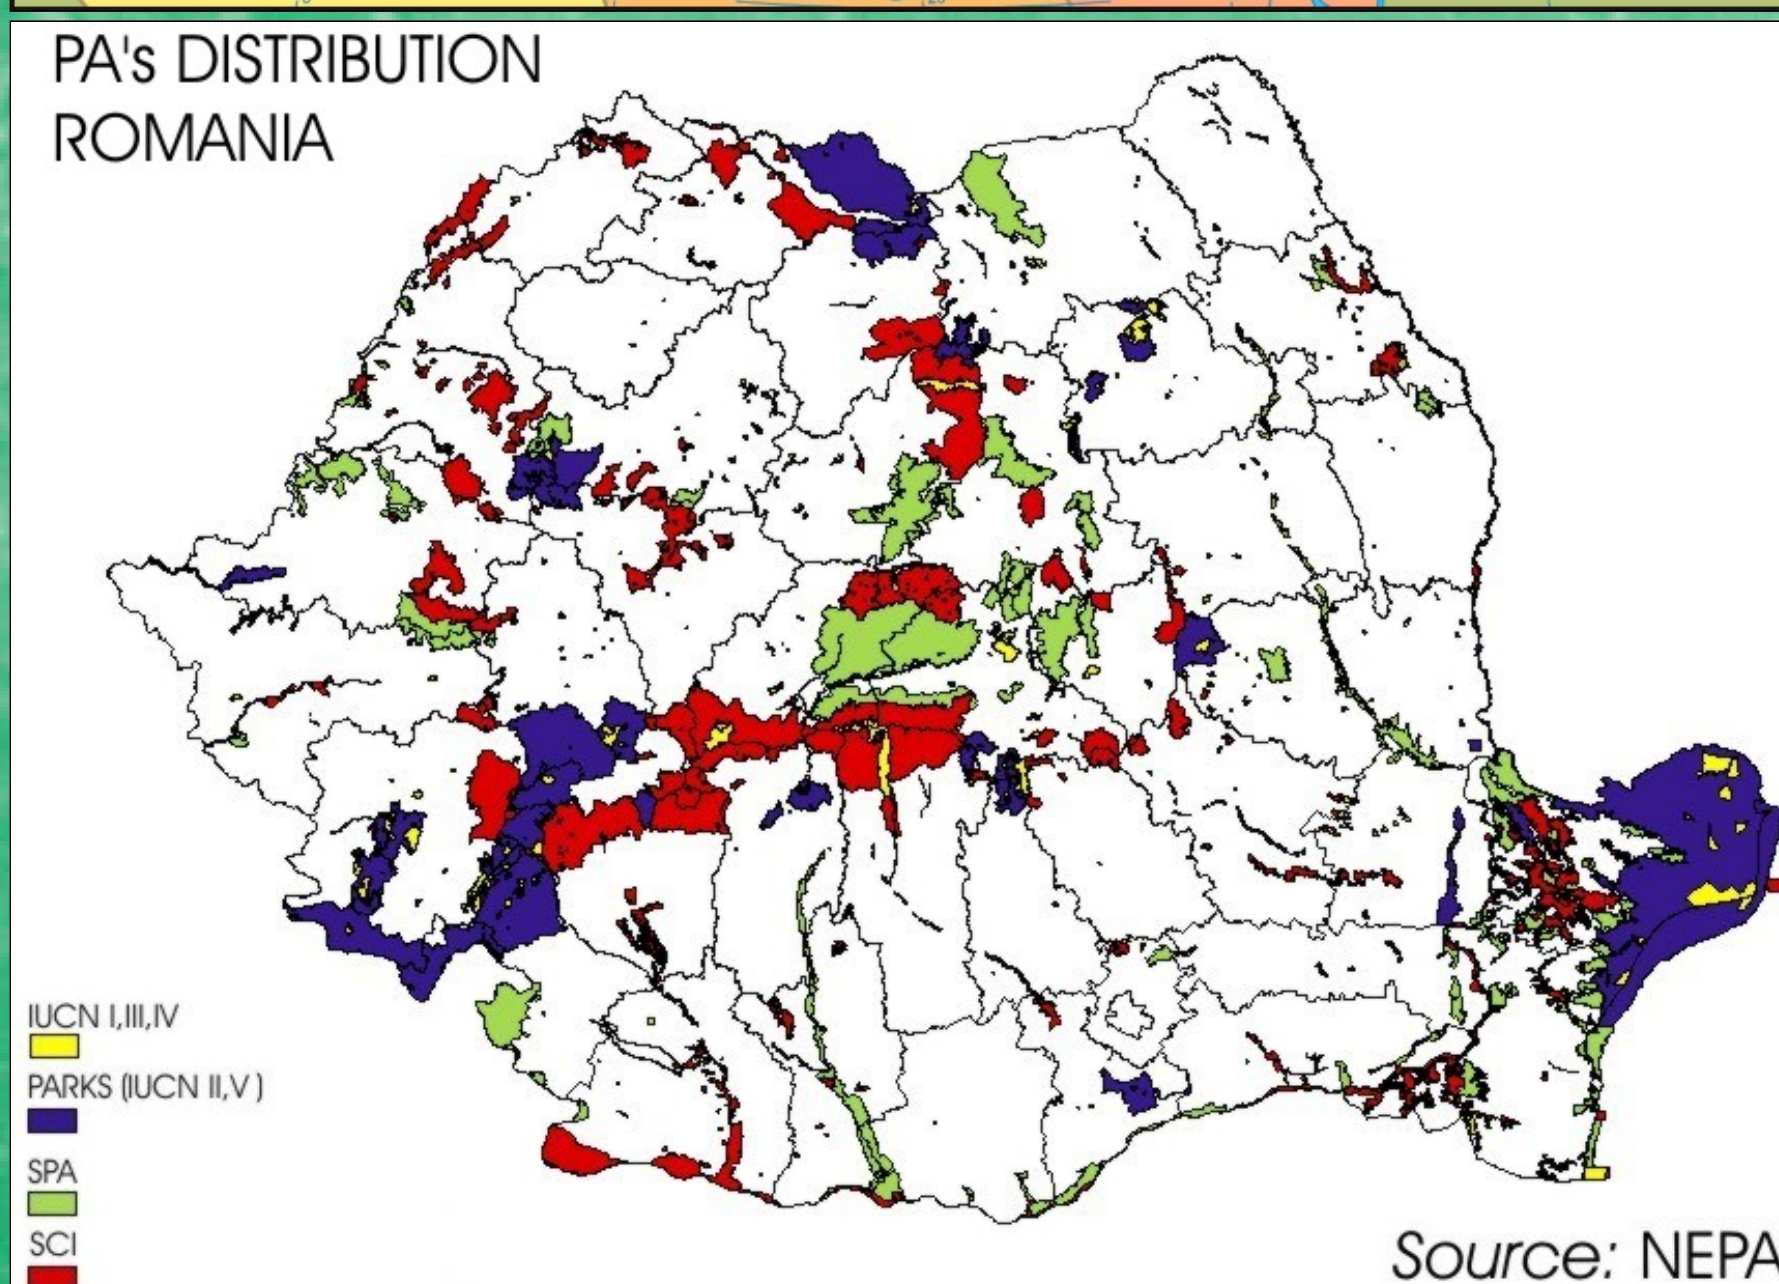 PA's DISTRIBUTION
ROMANIA
IUCN I,III,IV
PARKS (IUCN II,V )
SPA
SCI
Source: NEPA